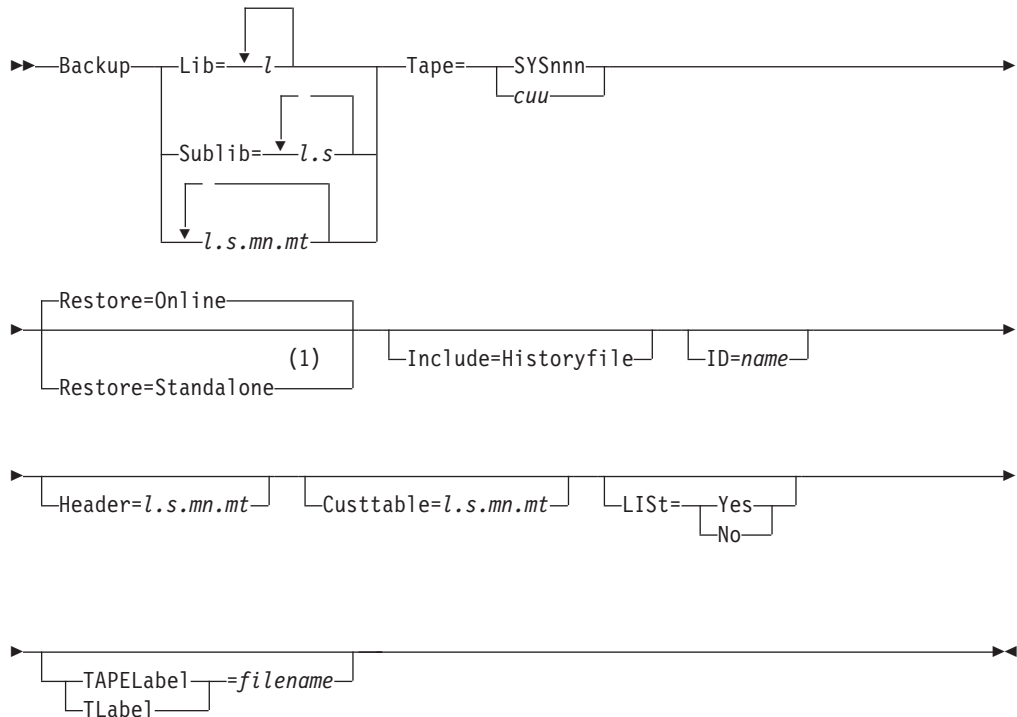 Backup Lib= l Tape= SYSnnn
cuu
Sublib= l.s
l.s.mn.mt
Restore=Online
(1) Include=Historyfile ID=name
Restore=Standalone
Header=l.s.mn.mt Custtable=l.s.mn.mt LISt= Yes
No
TAPELabel =filename
TLabel